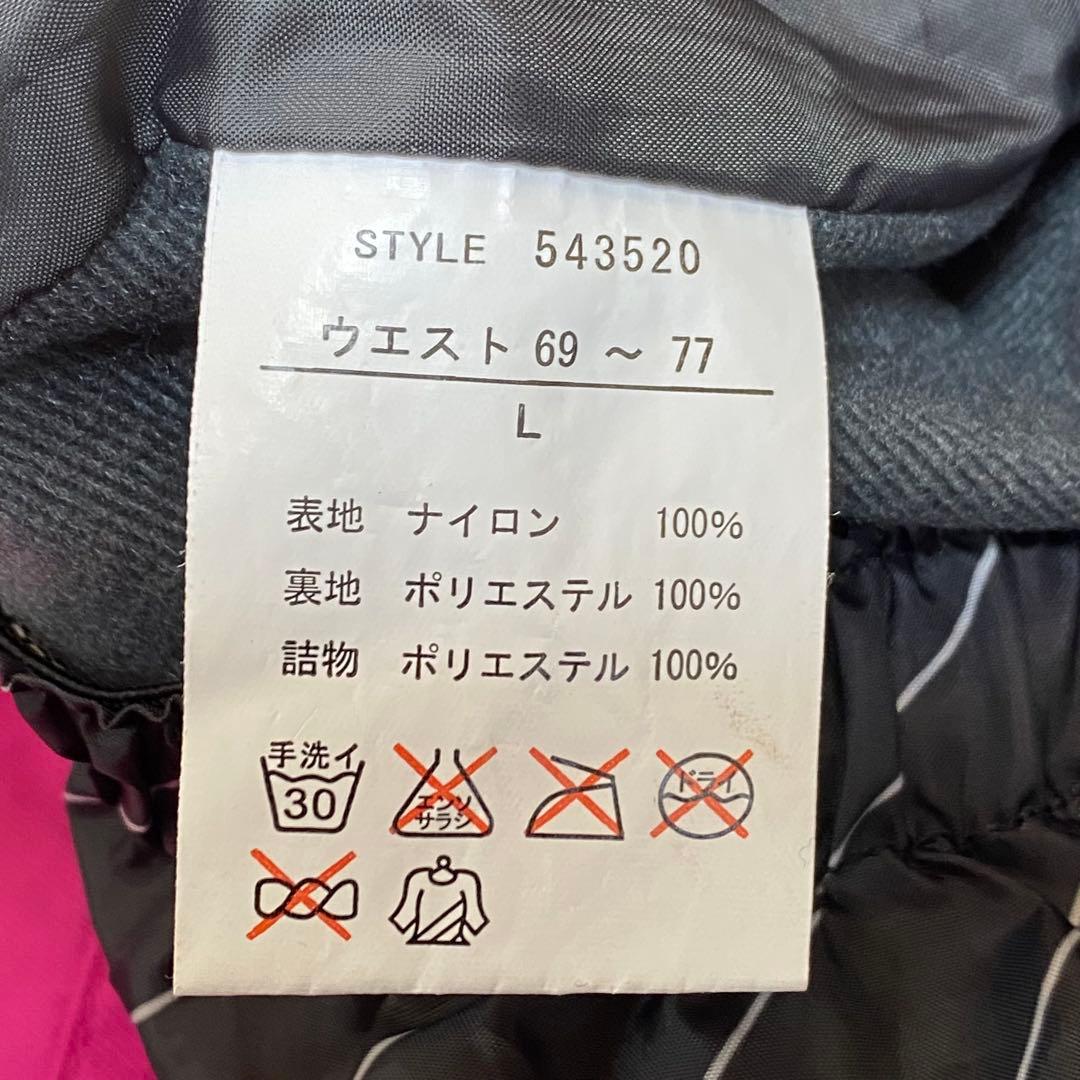 STYLE 543520
ウエスト 69 ～ 77
L
表地 ナイロン 100%
裏地 ポリエステル 100%
詰物 ポリエステル 100%
手洗イ 30 エンソ サラシ ドライ